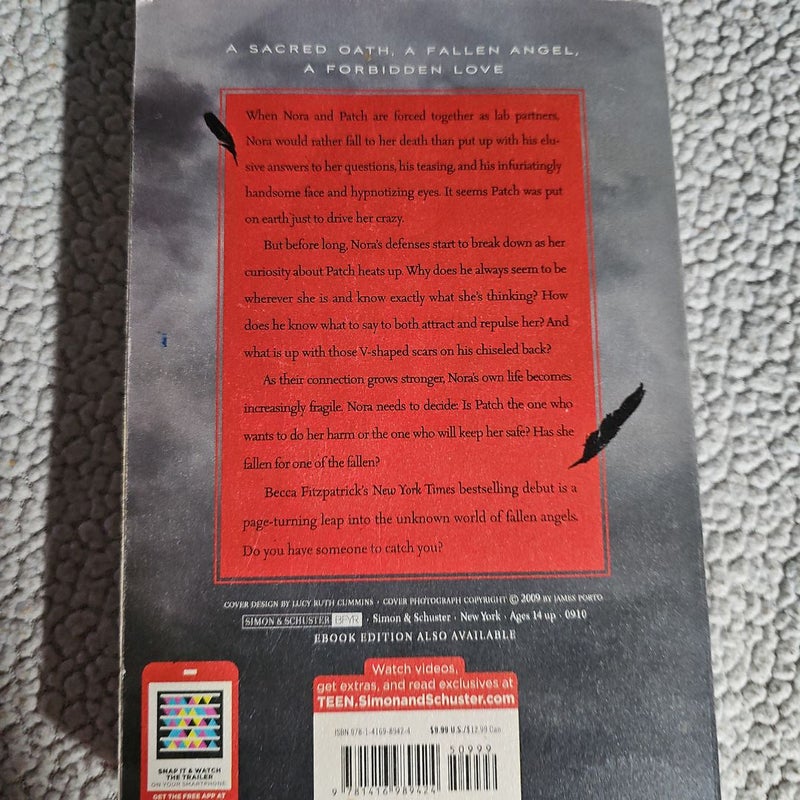 A SACRED OATH, A FALLEN ANGEL,
A FORBIDDEN LOVE
When Nora and Patch are forced together as lab partners,
Nora would rather fall to her death than put up with his elu-
sive answers to her questions, his teasing, and his infuriatingly
handsome face and hypnotizing eyes. It seems Patch was put
on earth just to drive her crazy.
But before long, Nora's defenses start to break down as her
curiosity about Patch heats up. Why does he always seem to be
wherever she is and know exactly what she's thinking? How
does he know what to say to both attract and repulse her? And
what is up with those V-shaped scars on his chiseled back?
As their connection grows stronger, Nora's own life becomes
increasingly fragile. Nora needs to decide: Is Patch the one who
wants to do her harm or the one who will keep her safe? Has she
fallen for one of the fallen?
Becca Fitzpatrick's New York Times bestselling debut is a
page-turning leap into the unknown world of fallen angels.
Do you have someone to catch you?
COVER DESIGN BY LUCY RUTH CUMMINS · COVER PHOTOGRAPH COPYRIGHT © 2009 BY JAMES PORTO
SIMON & SCHUSTER BFYR · Simon & Schuster · New York · Ages 14 up · 0910
EBOOK EDITION ALSO AVAILABLE
Watch videos,
get extras, and read exclusives at
TEEN.SimonandSchuster.com
ISBN 978-1-4169-8942-4 $9.99 U.S./$12.99 Can
50999
9 781416 989424
SNAP IT & WATCH
THE TRAILER
ON YOUR SMARTPHONE
GET THE FREE APP AT